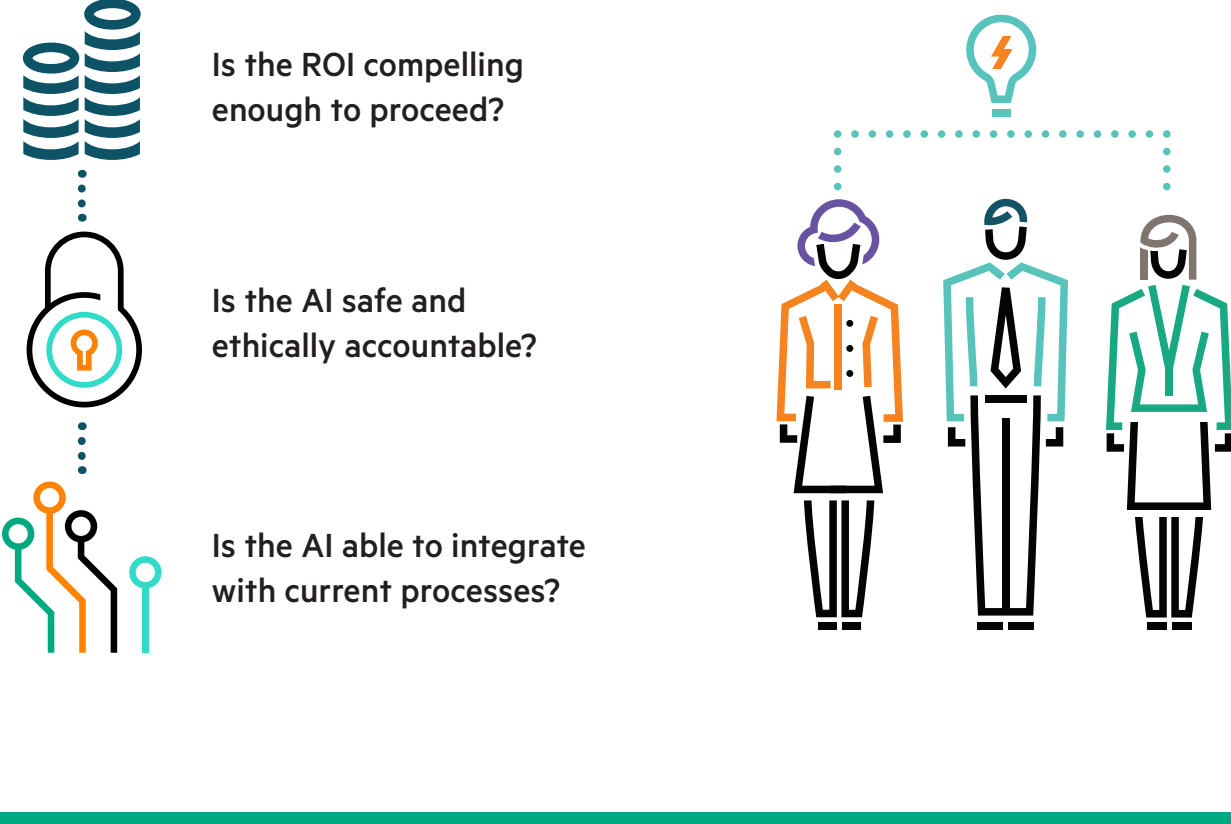 Is the ROI compelling
enough to proceed?
Is the AI safe and
ethically accountable?
Is the AI able to integrate
with current processes?